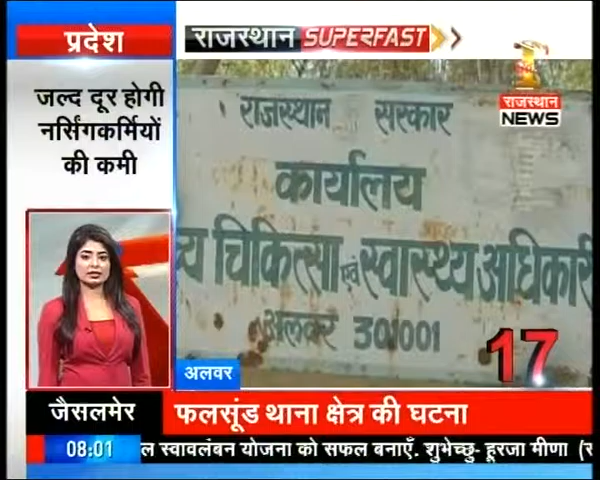 प्रदेश
राजस्थान SUPERFAST
जल्द दूर होगी
नर्सिंगकर्मियों
की कमी
राजस्थान
NEWS
राजस्थान सरकार
कार्यालय
चिकित्सा एवं स्वास्थ्य अधिकारी
अलवर 301001
17
अलवर
जैसलमेर
फलसूंड थाना क्षेत्र की घटना
08:01
स्वावलंबन योजना को सफल बनाएँ. शुभेच्छु- हूरजा मीणा